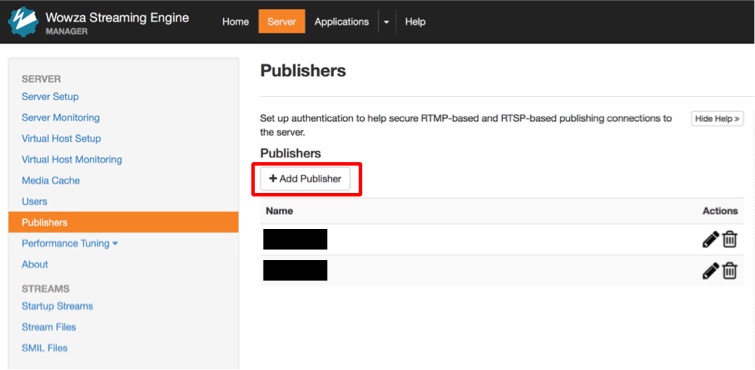 Wowza Streaming Engine
MANAGER
Home Server Applications Help
SERVER
Server Setup
Server Monitoring
Virtual Host Setup
Virtual Host Monitoring
Media Cache
Users
Publishers
Performance Tuning
About
STREAMS
Startup Streams
Stream Files
SMIL Files
Publishers
Set up authentication to help secure RTMP-based and RTSP-based publishing connections to
the server.
Hide Help »
Publishers
+ Add Publisher
Name Actions